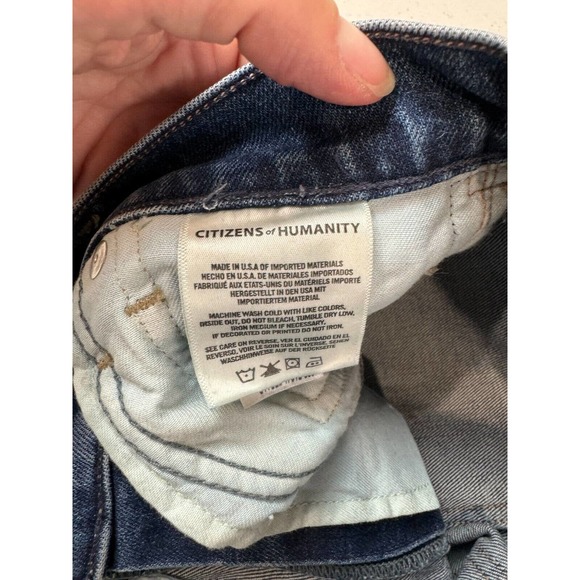 CITIZENS of HUMANITY
MADE IN U.S.A OF IMPORTED MATERIALS
HECHO EN U.S.A. DE MATERIALES IMPORTADOS
FABRIQUÉ AUX ETATS-UNIS DU MATÉRIELS IMPORTÉ
HERGESTELLT IN DEN USA MIT
IMPORTIERTEM MATERIAL
MACHINE WASH COLD WITH LIKE COLORS,
INSIDE OUT, DO NOT BLEACH, TUMBLE DRY LOW,
IRON MEDIUM IF NECESSARY.
IF DECORATED OR PRINTED DO NOT IRON.
SEE CARE ON REVERSE, VER EL CUIDADO EN EL
REVERSO, VOIR LE SOIN SUR L'INVERSE, SEHEN
WASCHHINWEISE AUF DER RÜCKSEITE